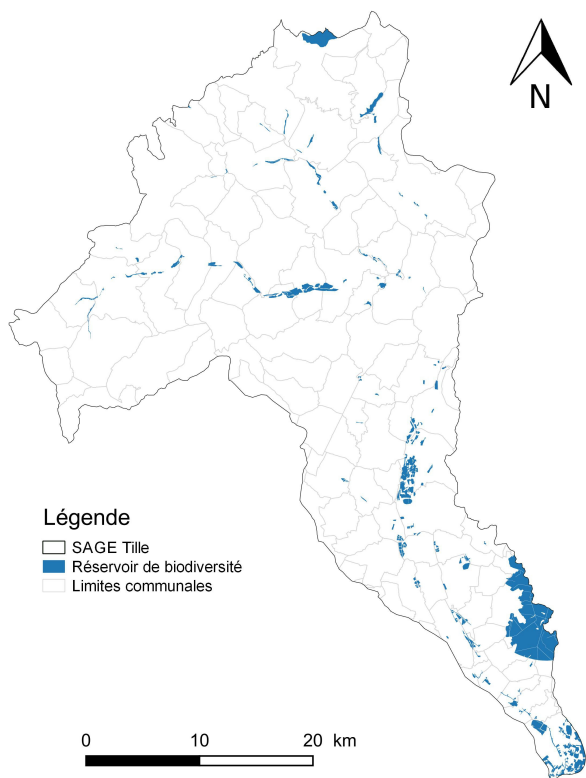 N
Légende
SAGE Tille
Réservoir de biodiversité
Limites communales
0 10 20 km